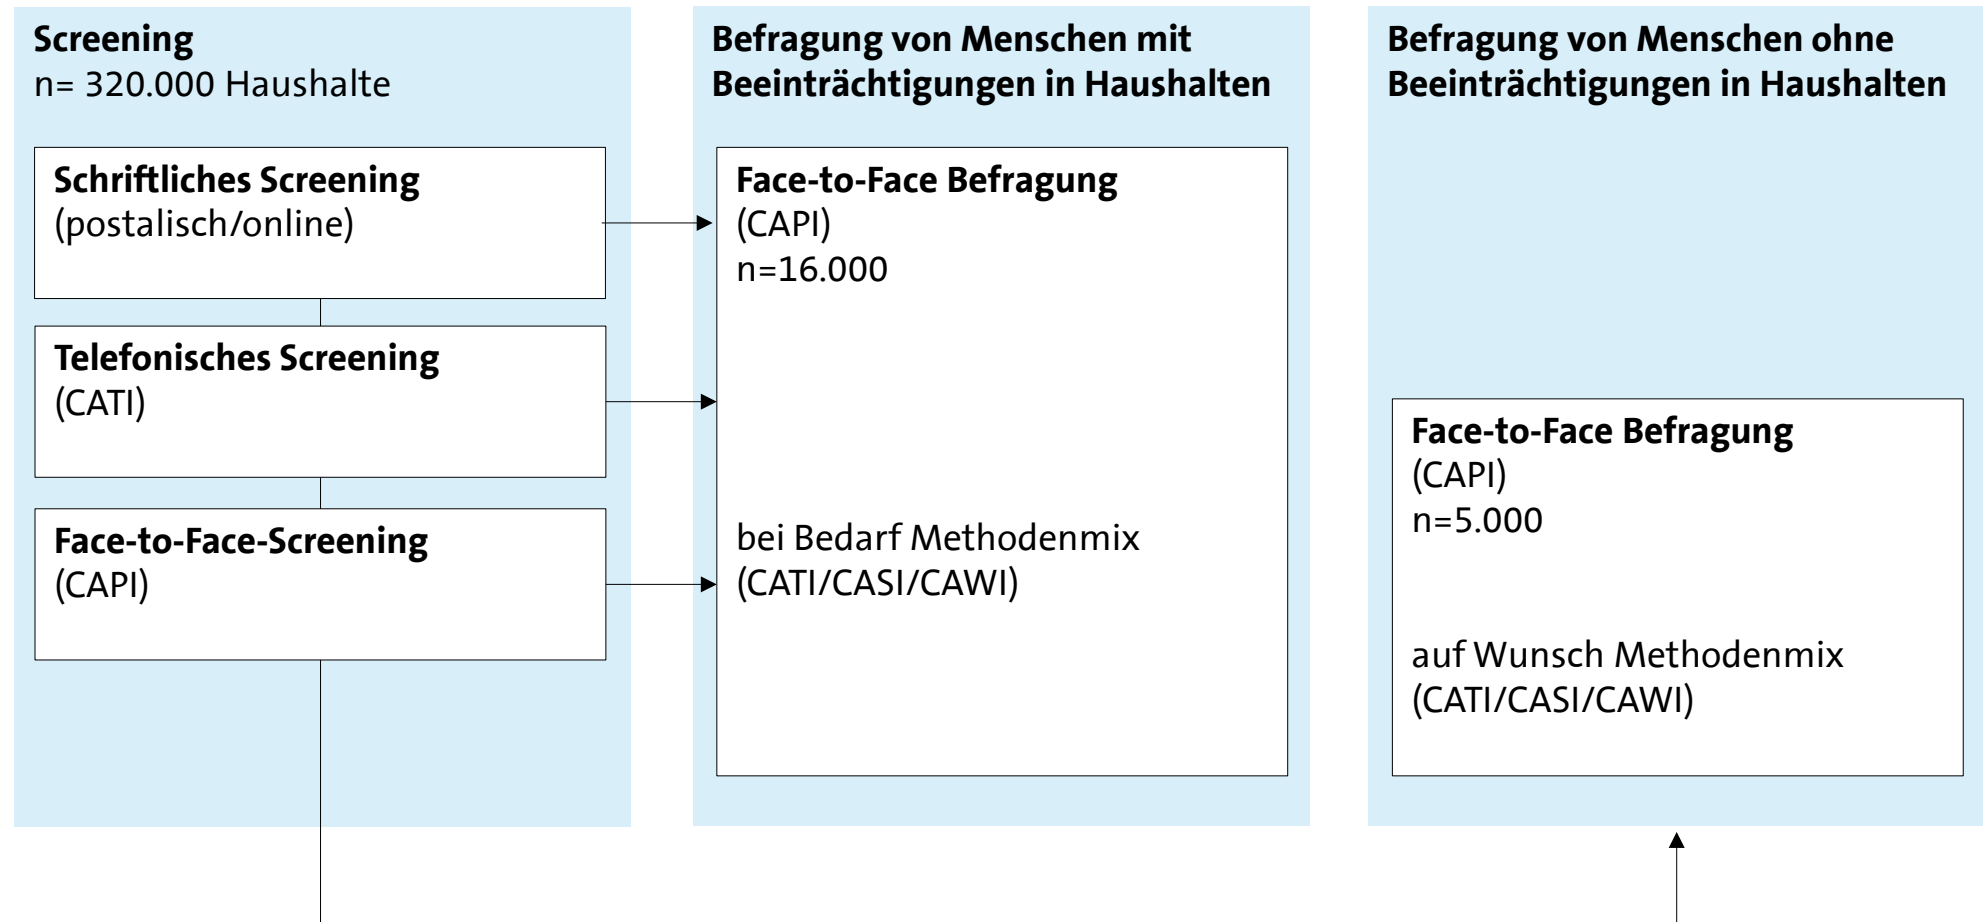 Screening
n= 320.000 Haushalte
Schriftliches Screening
(postalisch/online)
Telefonisches Screening
(CATI)
Face-to-Face-Screening
(CAPI)
Befragung von Menschen mit
Beeinträchtigungen in Haushalten
Face-to-Face Befragung
(CAPI)
n=16.000
bei Bedarf Methodenmix
(CATI/CASI/CAWI)
Befragung von Menschen ohne
Beeinträchtigungen in Haushalten
Face-to-Face Befragung
(CAPI)
n=5.000
auf Wunsch Methodenmix
(CATI/CASI/CAWI)